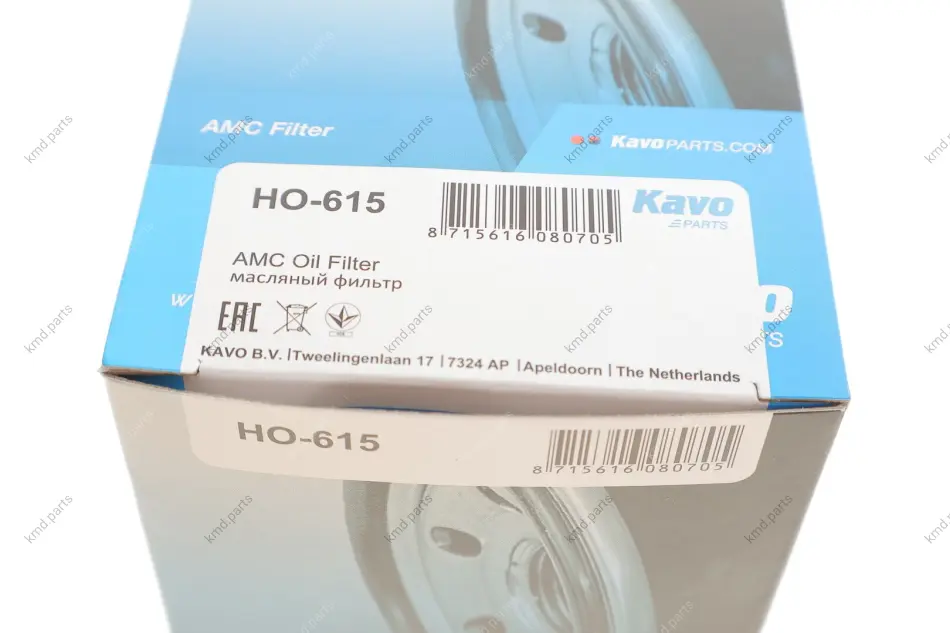 AMC Filter
KavoPARTS.COM
HO-615
8 715616 080705
Kavo
PARTS
AMC Oil Filter
масляный фильтр
EAC
KAVO B.V. |Tweelingenlaan 17 |7324 AP |Apeldoorn |The Netherlands
HO-615
8 715616 080705
kmd.parts